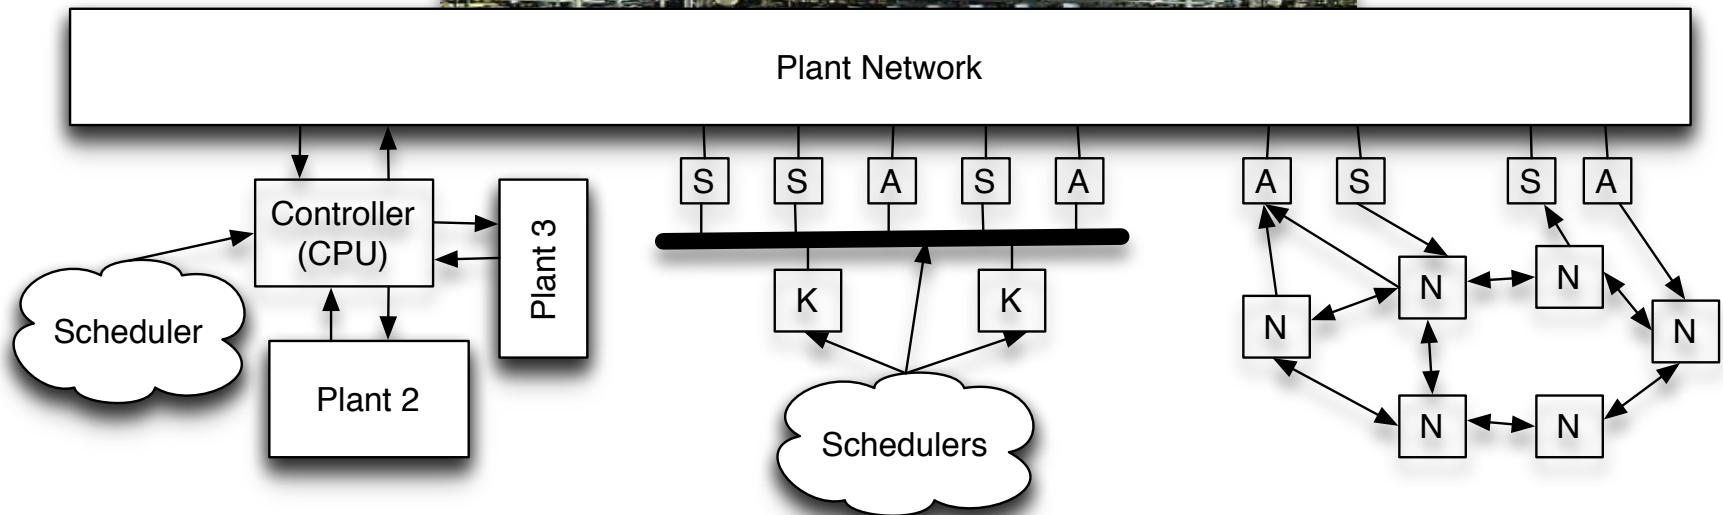 Plant Network
S S A S A A S S A
Controller
(CPU)
Plant 3
Scheduler
Plant 2
K K
Schedulers
N N N N
N N